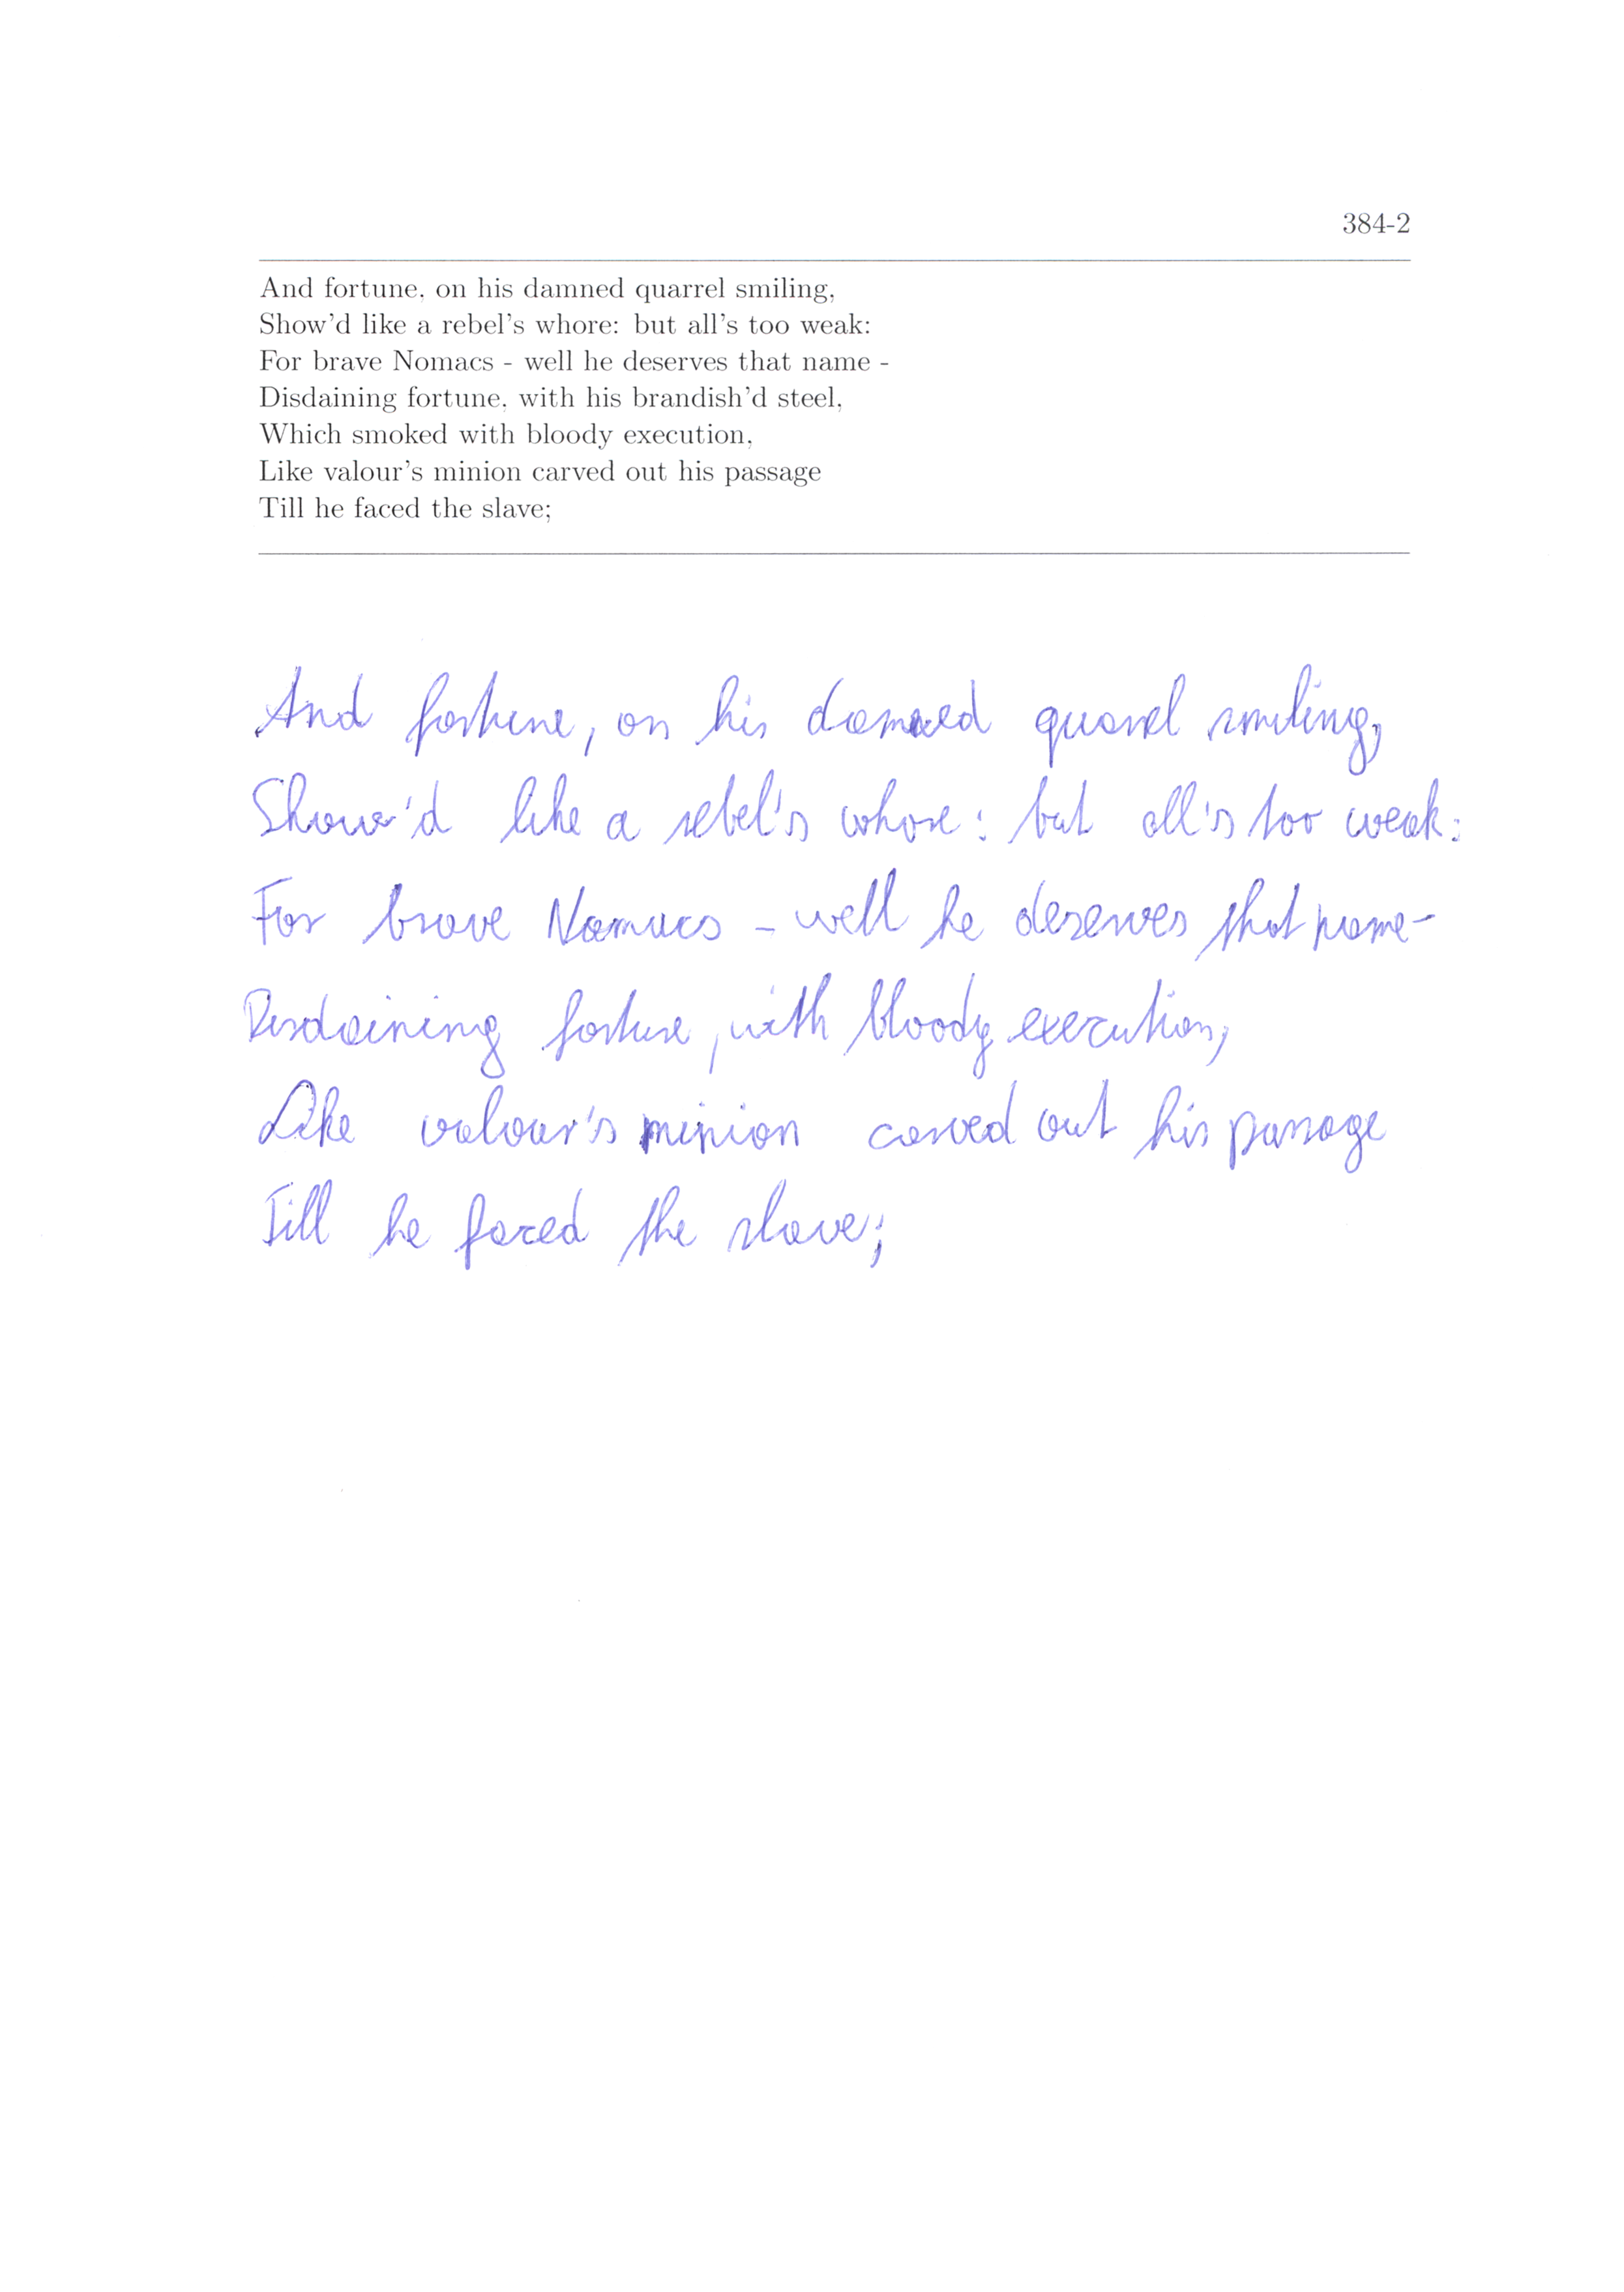 384-2
And fortune, on his damned quarrel smiling,
Show'd like a rebel's whore: but all's too weak:
For brave Nomacs - well he deserves that name -
Disdaining fortune, with his brandish'd steel,
Which smoked with bloody execution,
Like valour's minion carved out his passage
Till he faced the slave;
And fortune, on his damned quarrel smiling,
Show'd like a rebel's whore: but all's too weak:
For brave Nomacs - well he deserves that name -
Disdaining fortune, with bloody execution,
Like valour's minion carved out his passage
Till he faced the slave;